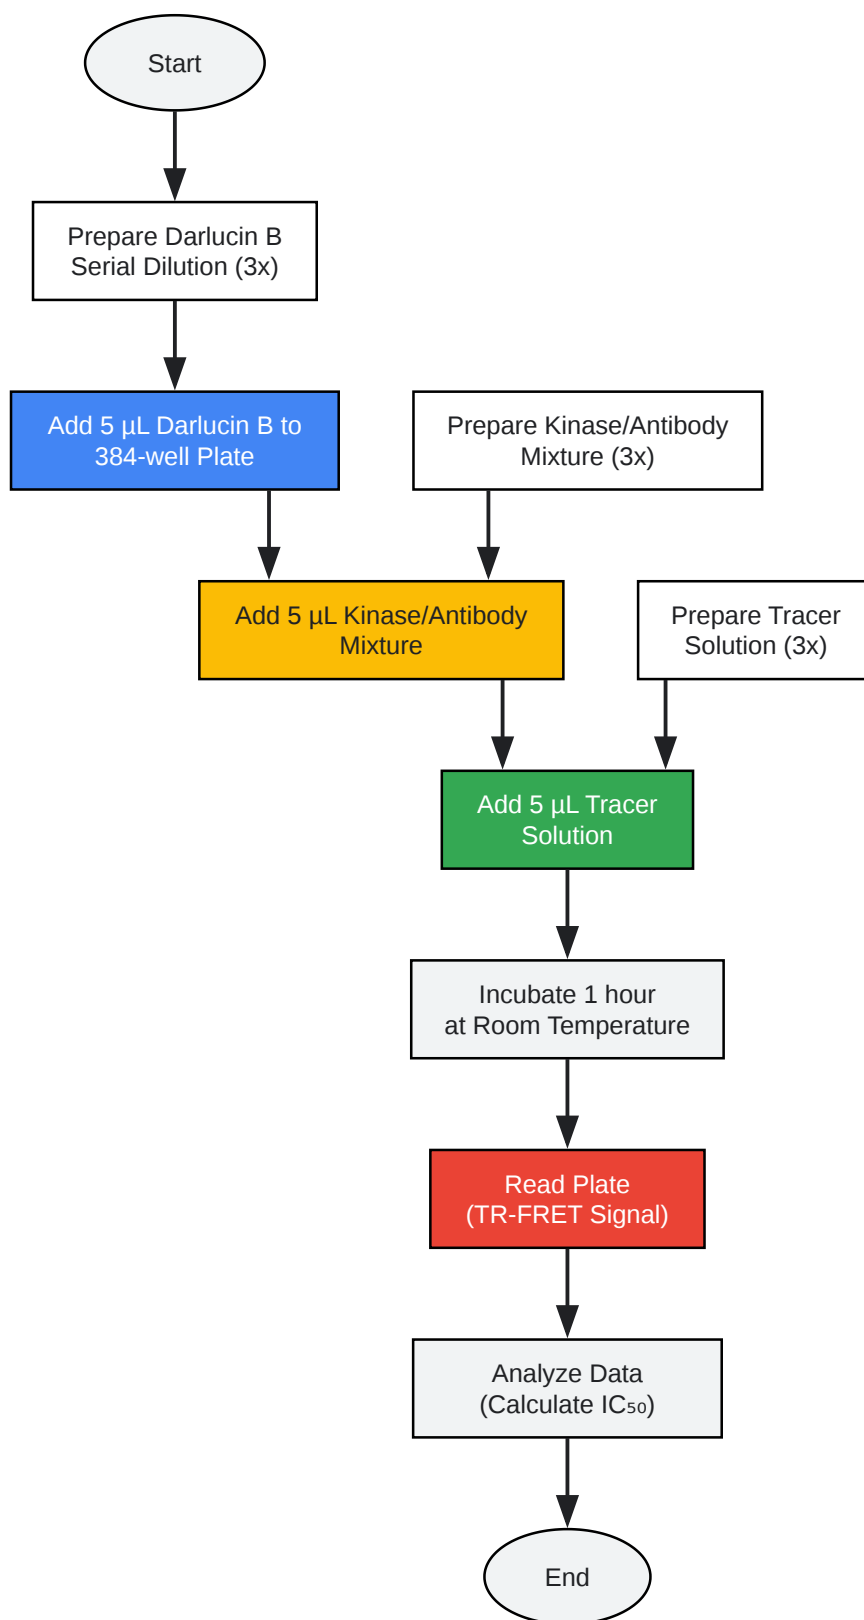 Start
Prepare Darlucin B
Serial Dilution (3x)
Add 5 µL Darlucin B to
384-well Plate
Prepare Kinase/Antibody
Mixture (3x)
Add 5 µL Kinase/Antibody
Mixture
Prepare Tracer
Solution (3x)
Add 5 µL Tracer
Solution
Incubate 1 hour
at Room Temperature
Read Plate
(TR-FRET Signal)
Analyze Data
(Calculate IC₅₀)
End